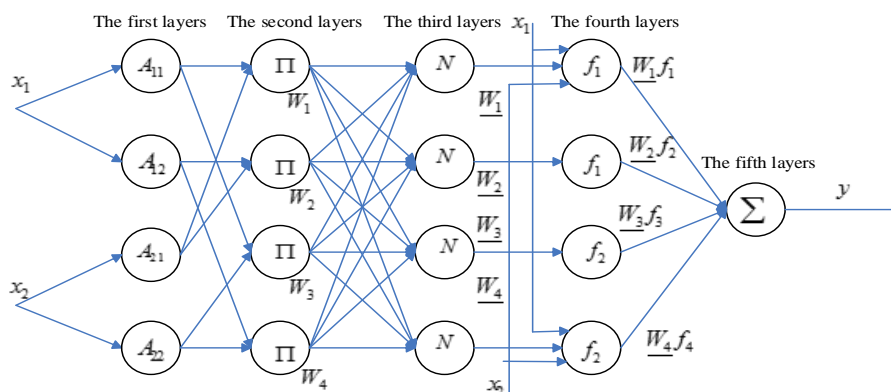 The first layers The second layers The third layers x₁ The fourth layers
x₁ A₁₁ Π N f₁ W₁f₁
W₁ W₁
A₁₂ Π N f₁ W₂f₂
The fifth layers
W₂ W₂
Σ y
W₃ W₃f₃
A₂₁ Π N f₂
x₂ W₃ W₄
A₂₂ Π N f₂ W₄f₄
W₄ x₂